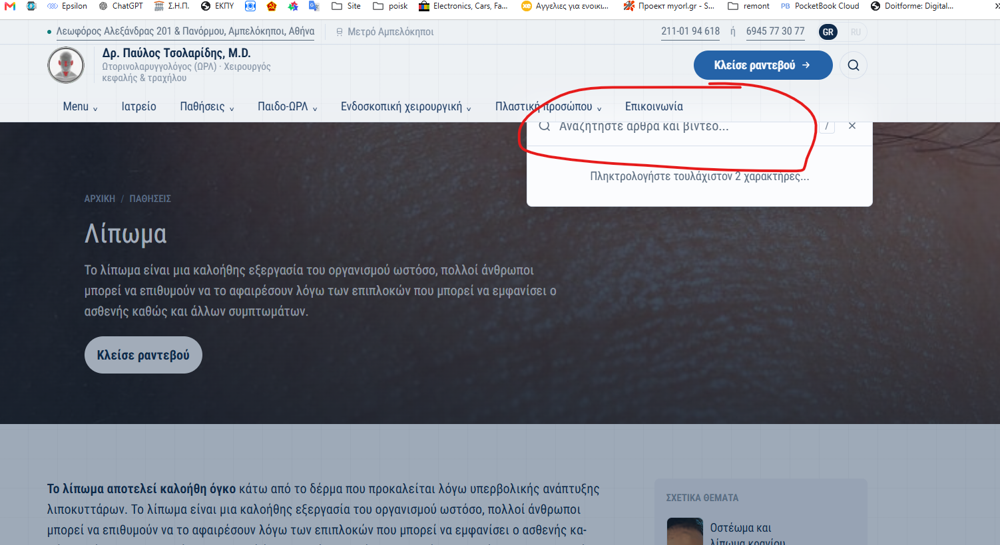 Epsilon
ChatGPT
Σ.Η.Π.
ЕКПУ
Site
poisk
Electronics, Cars, Fa...
Αγγελιες για ενοικι...
Проект myorl.gr - S...
remont
PB PocketBook Cloud
Doitforme: Digital...
Λεωφόρος Αλεξάνδρας 201 & Πανόρμου, Αμπελόκηποι, Αθήνα
Μετρό Αμπελόκηποι
211-01 94 618 ή 6945 77 30 77
GR RU
Δρ. Παύλος Τσολαρίδης, M.D.
Ωτορινολαρυγγολόγος (ΩΡΛ) · Χειρουργός
κεφαλής & τραχήλου
Κλείσε ραντεβού →
Menu
Ιατρείο
Παθήσεις
Παιδο-ΩΡΛ
Ενδοσκοπική χειρουργική
Πλαστική προσώπου
Επικοινωνία
Αναζητήστε άρθρα και βίντεο...
/
Πληκτρολογήστε τουλάχιστον 2 χαρακτήρες...
ΑΡΧΙΚΗ / ΠΑΘΗΣΕΙΣ
Λίπωμα
Το λίπωμα είναι μια καλοήθης εξεργασία του οργανισμού ωστόσο, πολλοί άνθρωποι
μπορεί να επιθυμούν να το αφαιρέσουν λόγω των επιπλοκών που μπορεί να εμφανίσει ο
ασθενής καθώς και άλλων συμπτωμάτων.
Κλείσε ραντεβού
Το λίπωμα αποτελεί καλοήθη όγκο κάτω από το δέρμα που προκαλείται λόγω υπερβολικής ανάπτυξης
λιποκυττάρων. Το λίπωμα είναι μια καλοήθης εξεργασία του οργανισμού ωστόσο, πολλοί άνθρωποι
μπορεί να επιθυμούν να το αφαιρέσουν λόγω των επιπλοκών που μπορεί να εμφανίσει ο ασθενής κα-
ΣΧΕΤΙΚΑ ΘΕΜΑΤΑ
Οστέωμα και
λίπωμα κρανίου